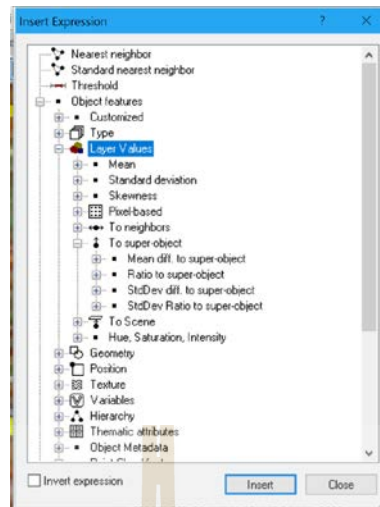 Insert Expression
Nearest neighbor
Standard nearest neighbor
Threshold
Object features
Customized
Type
Layer Values
Mean
Standard deviation
Skewness
Pixel-based
To neighbors
To super-object
Mean diff. to super-object
Ratio to super-object
StdDev diff. to super-object
StdDev Ratio to super-object
To Scene
Hue, Saturation, Intensity
Geometry
Position
Texture
Variables
Hierarchy
Thematic attributes
Object Metadata
Invert expression
Insert
Close